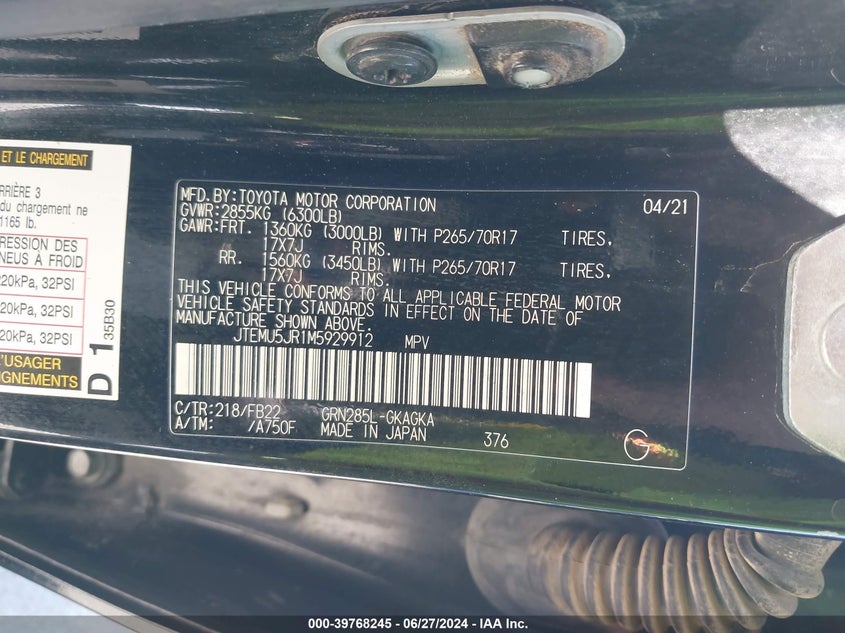 ET LE CHARGEMENT
RRIÈRE 3
du chargement ne
1165 lb.
RESSION DES
NEUS À FROID
20kPa, 32PSI
20kPa, 32PSI
20kPa, 32PSI
L'USAGER
IGNEMENTS
D 1
35B30
MFD.BY:TOYOTA MOTOR CORPORATION 04/21
GVWR:2855KG (6300LB)
GAWR:FRT. 1360KG (3000LB) WITH P265/70R17 TIRES,
17X7J RIMS.
RR. 1560KG (3450LB) WITH P265/70R17 TIRES,
17X7J RIMS.
THIS VEHICLE CONFORMS TO ALL APPLICABLE FEDERAL MOTOR
VEHICLE SAFETY STANDARDS IN EFFECT ON THE DATE OF
MANUFACTURE SHOWN ABOVE.
JTEMU5JR1M5929912 MPV
C/TR:218/FB22 GRN285L-GKAGKA
A/TM: /A750F MADE IN JAPAN 376
G
000-39768245 - 06/27/2024 - IAA Inc.